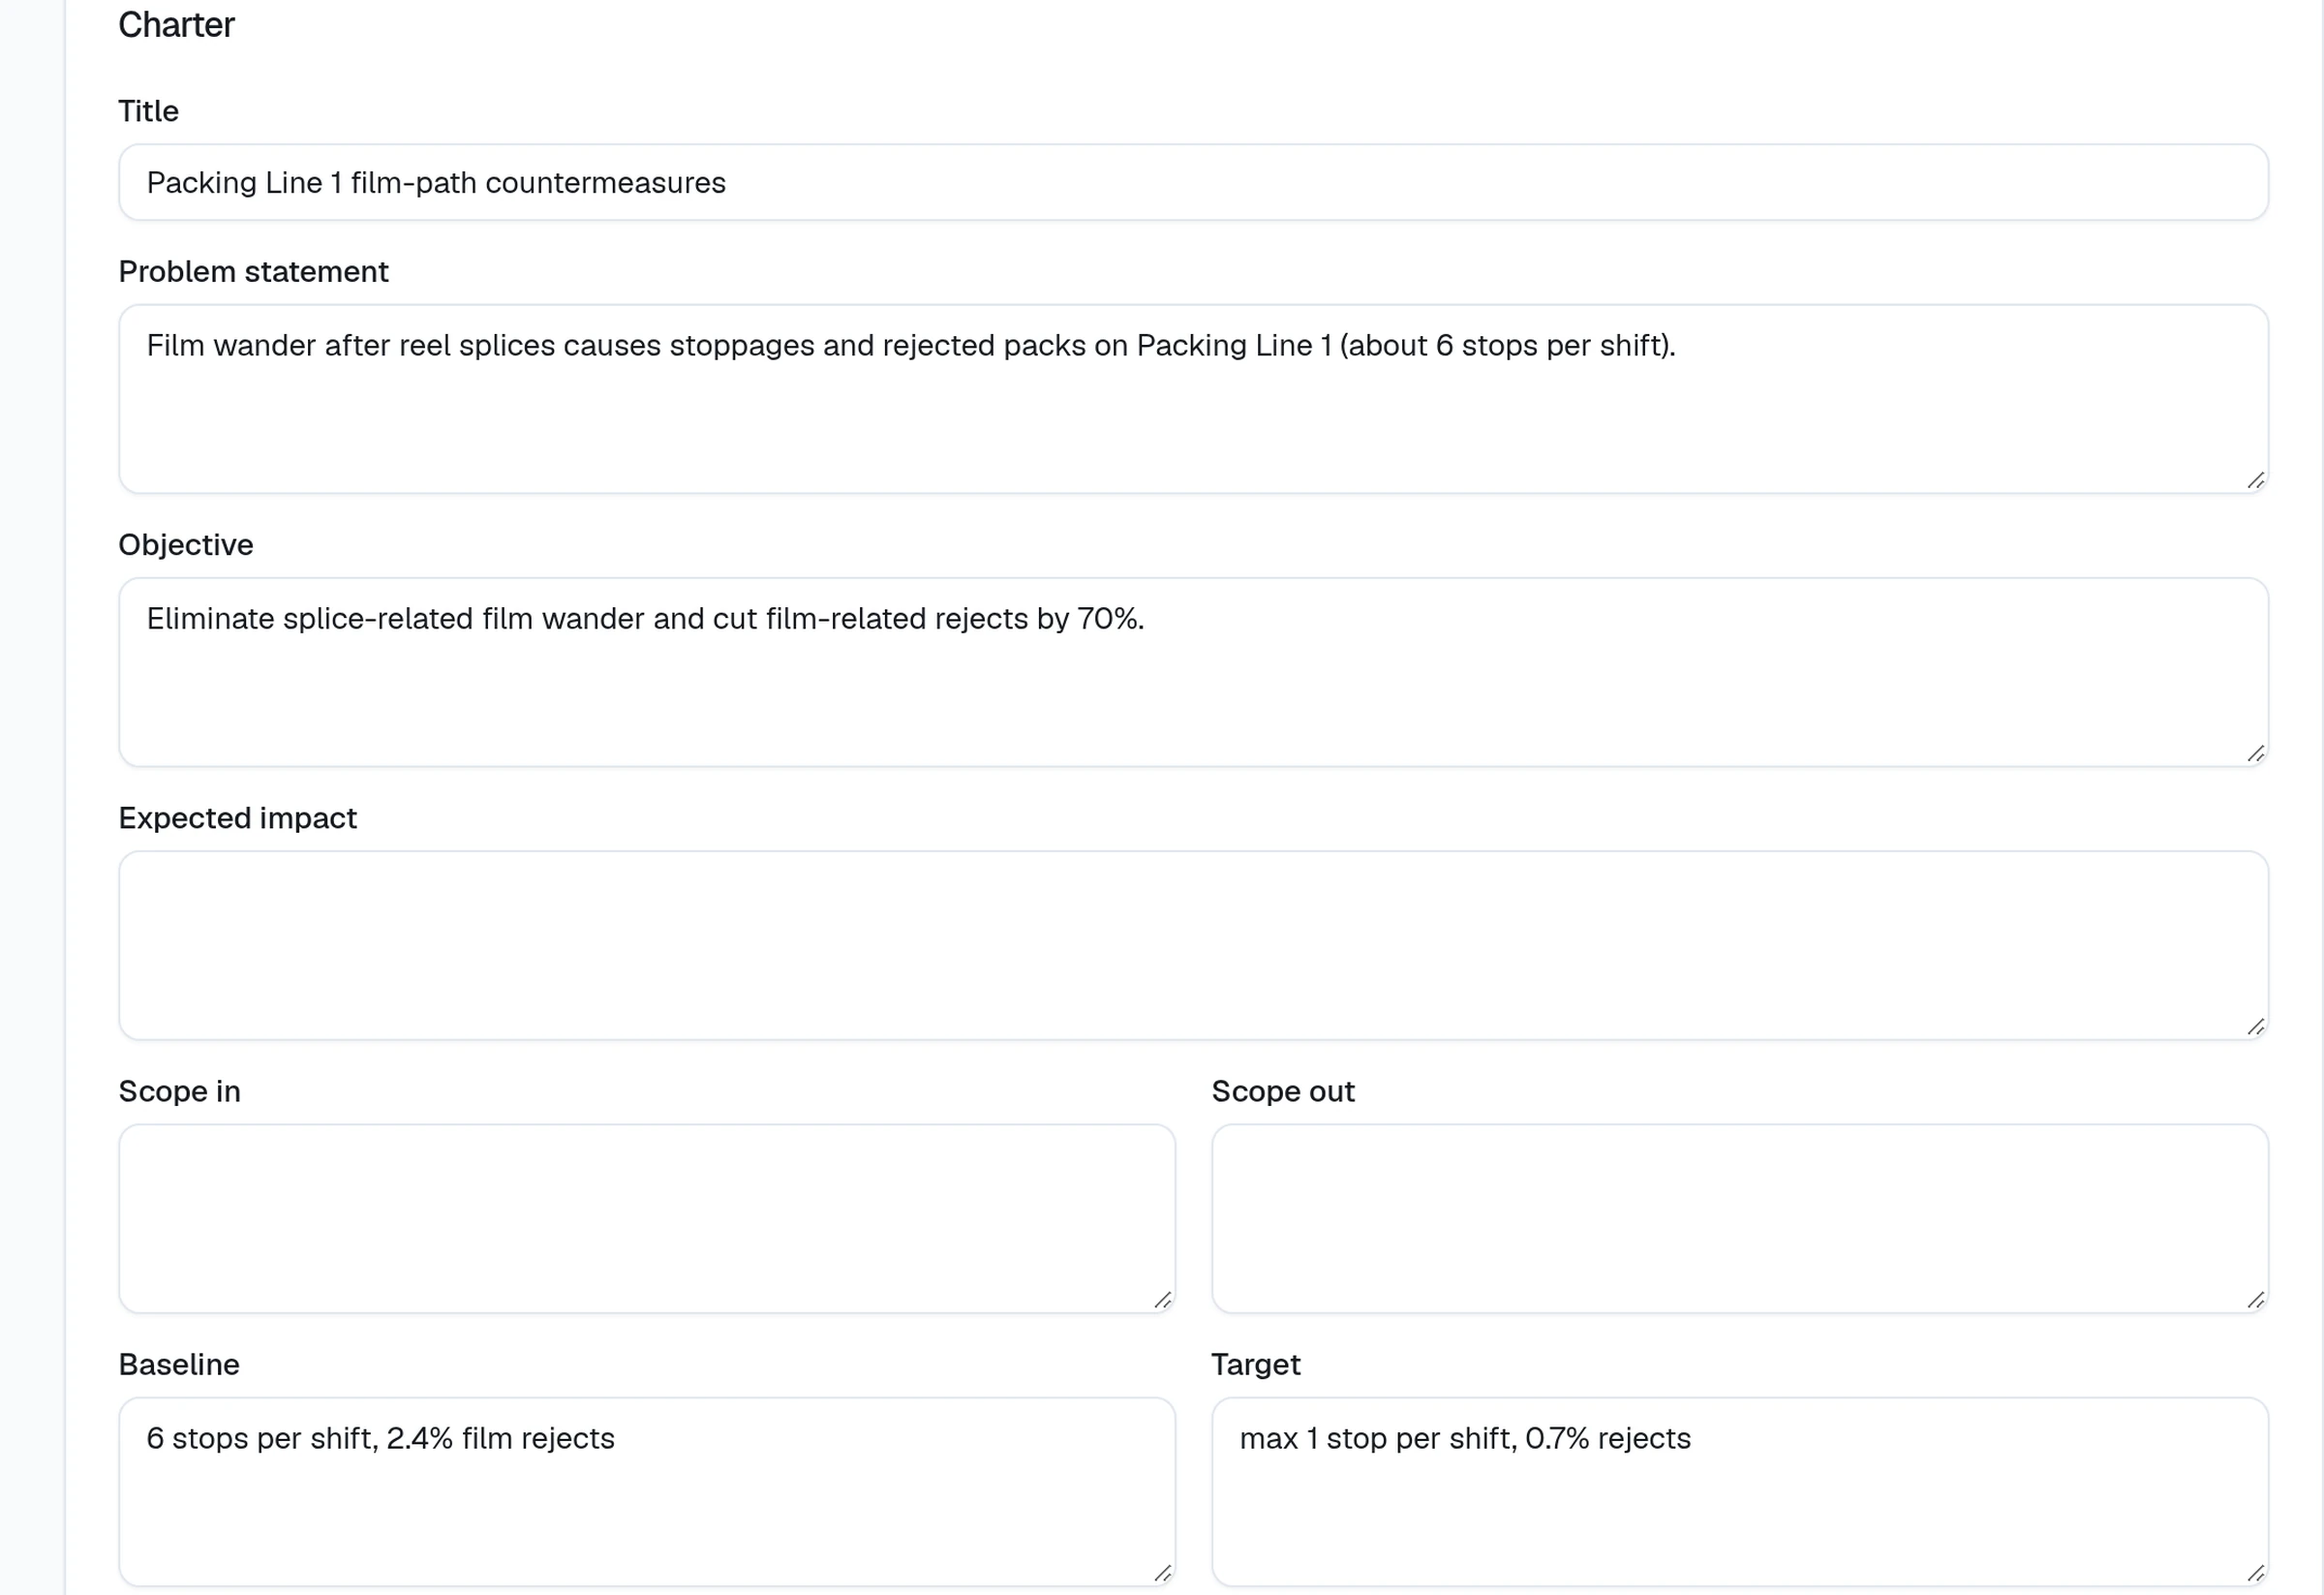 Charter
Title
Packing Line 1 film-path countermeasures
Problem statement
Film wander after reel splices causes stoppages and rejected packs on Packing Line 1 (about 6 stops per shift).
Objective
Eliminate splice-related film wander and cut film-related rejects by 70%.
Expected impact
Scope in
Scope out
Baseline
Target
6 stops per shift, 2.4% film rejects
max 1 stop per shift, 0.7% rejects